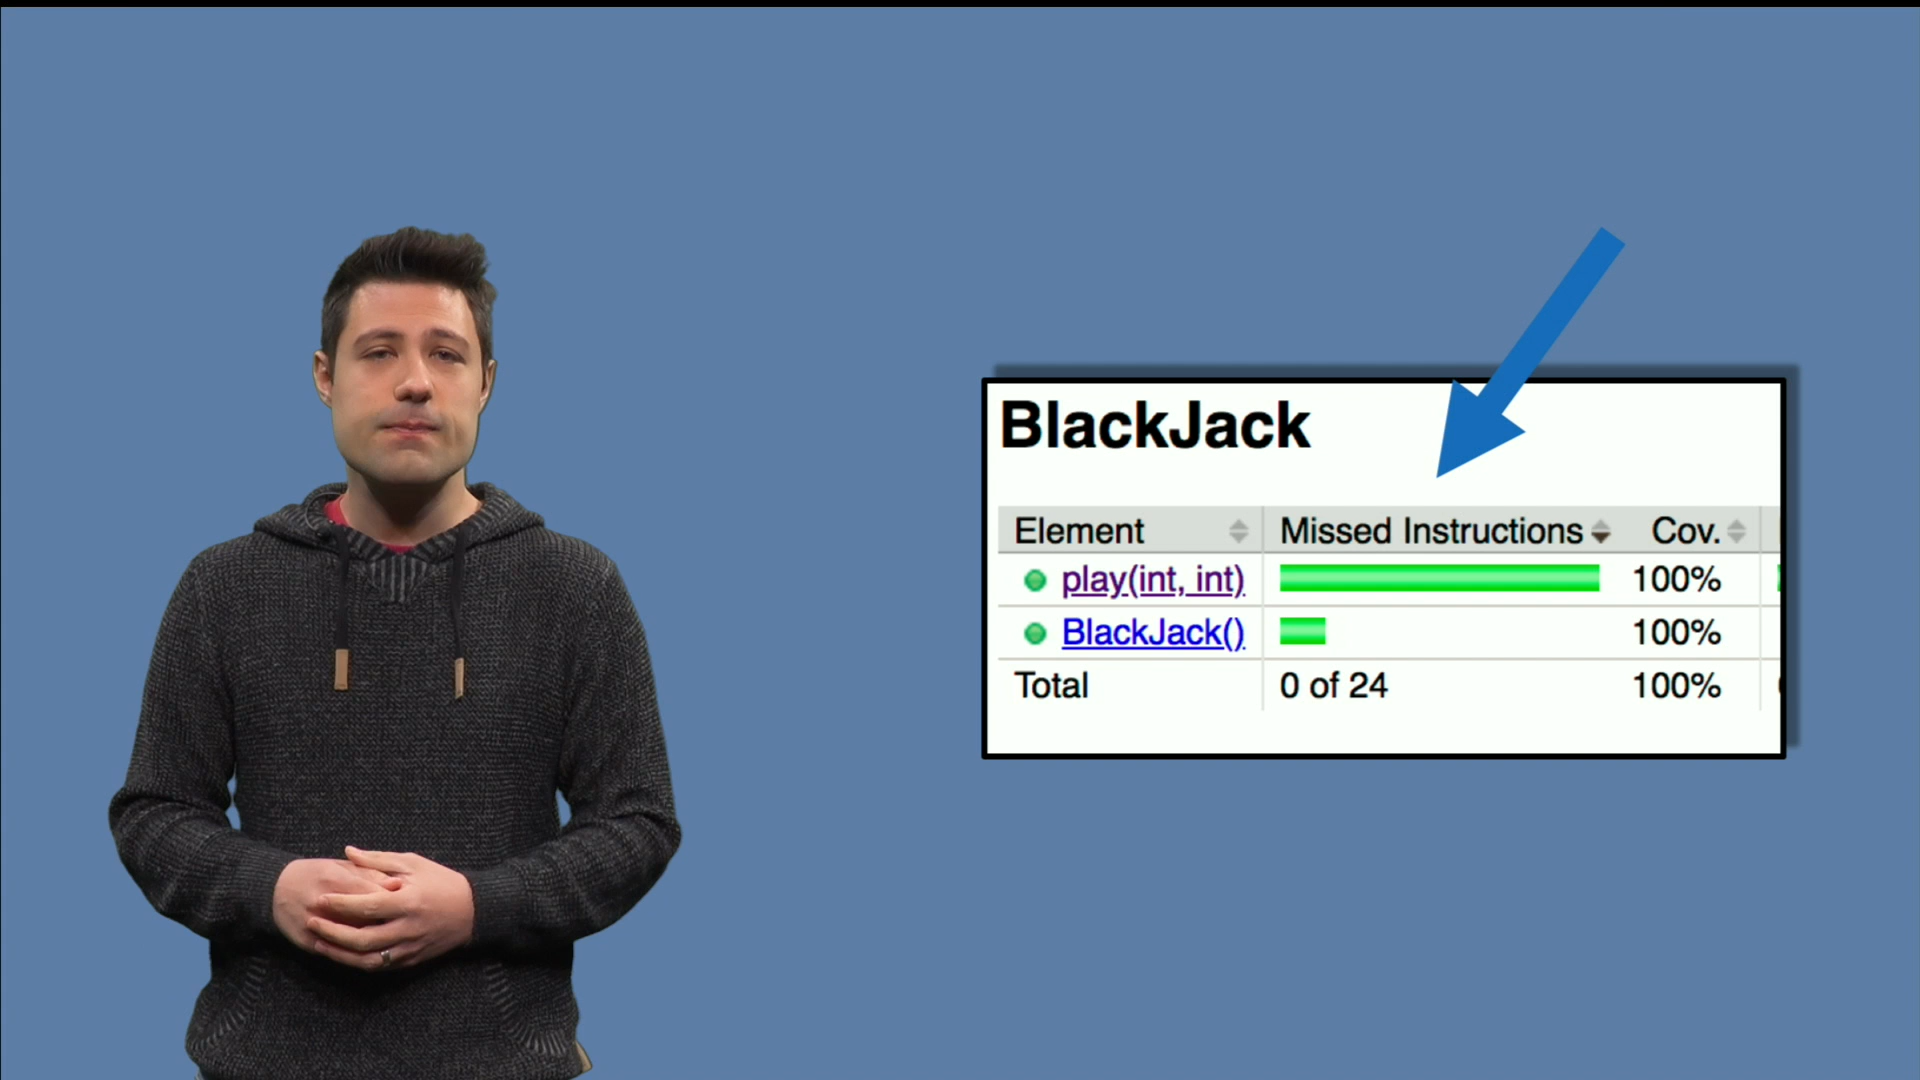 BlackJack
Element Missed Instructions Cov.
play(int, int) 100%
BlackJack() 100%
Total 0 of 24 100%